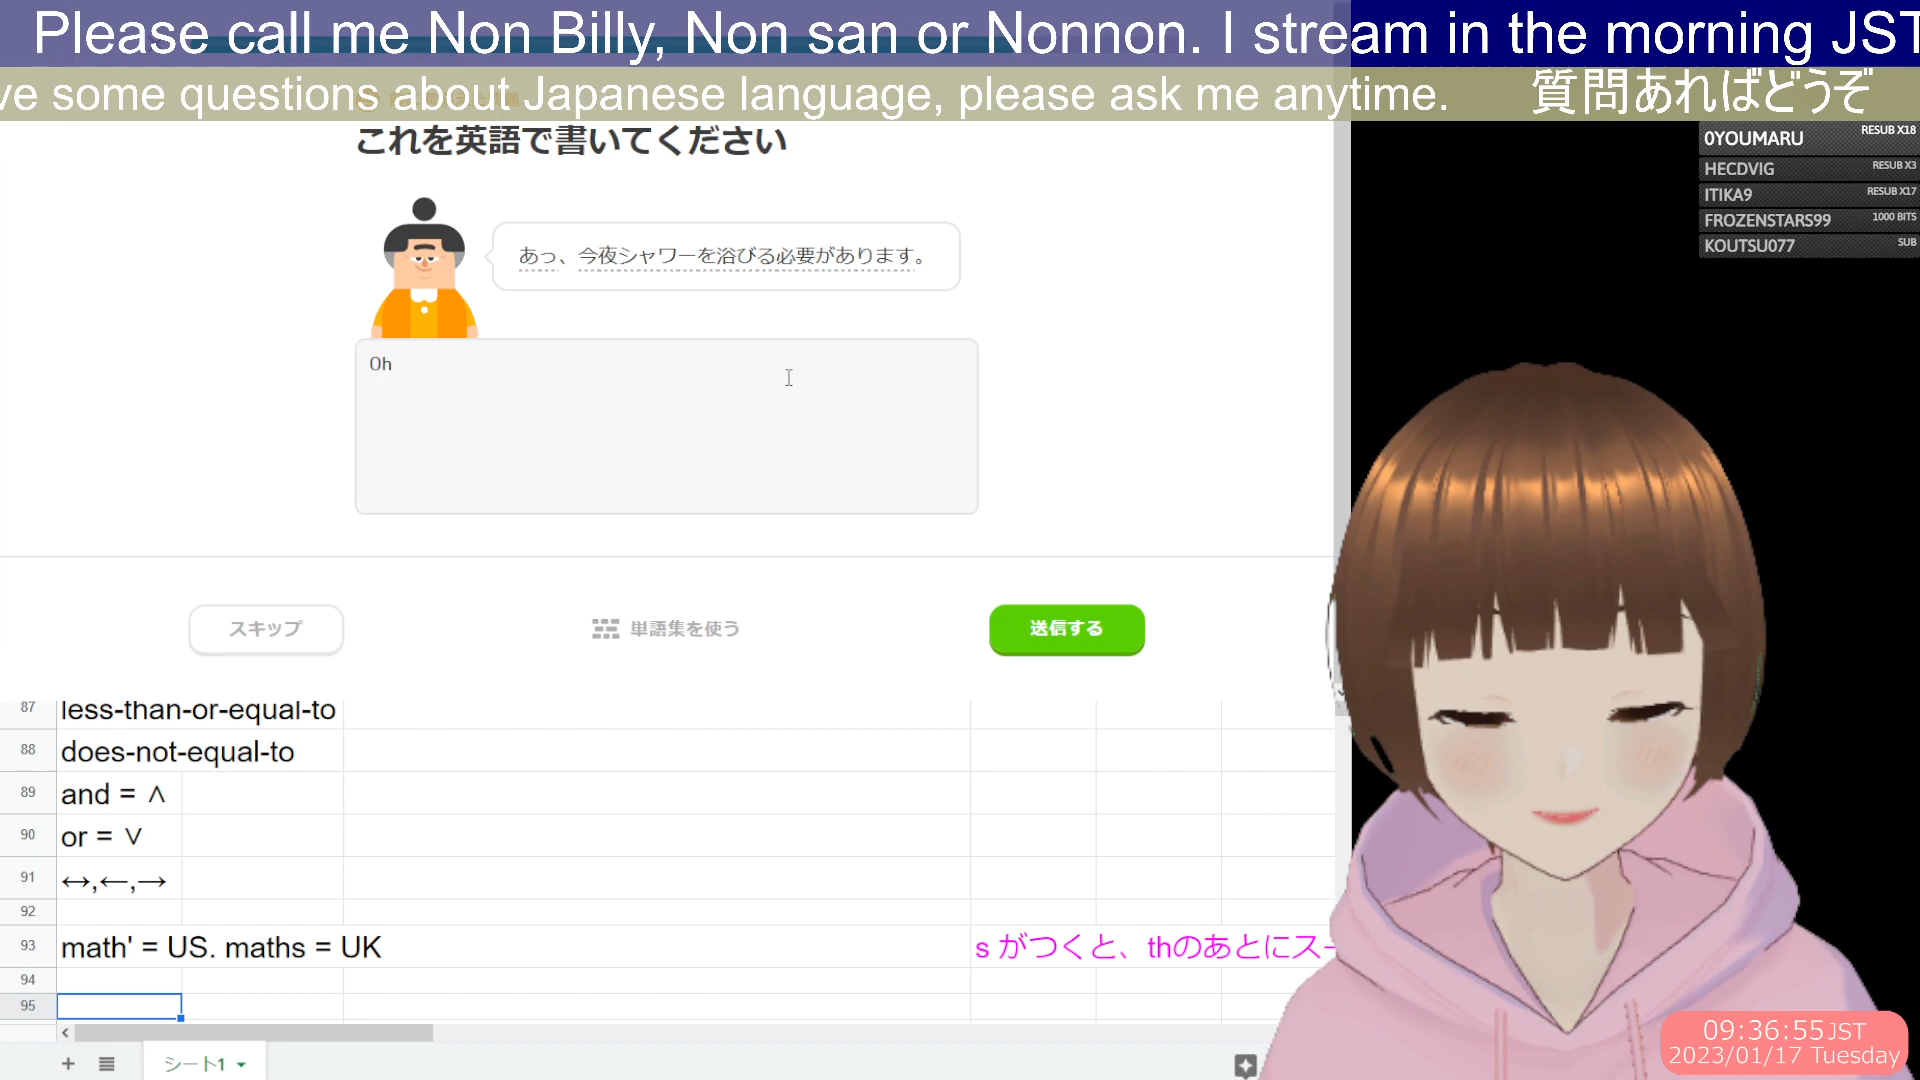 Please call me Non Billy, Non san or Nonnon. I stream in the morning JST
ve some questions about Japanese language, please ask me anytime. 質問あればどうぞ
これを英語で書いてください
あっ、今夜シャワーを浴びる必要があります。
Oh
スキップ
単語集を使う
送信する
0YOUMARU RESUB X18
HECDVIG RESUB X3
ITIKA9 RESUB X17
FROZENSTARS99 1000 BITS
KOUTSU077 SUB
87 less-than-or-equal-to
88 does-not-equal-to
89 and = ∧
90 or = ∨
91 ↔,←,→
92
93 math' = US. maths = UK s がつくと、thのあとにスー
94
95
シート1
09:36:55JST
2023/01/17 Tuesday